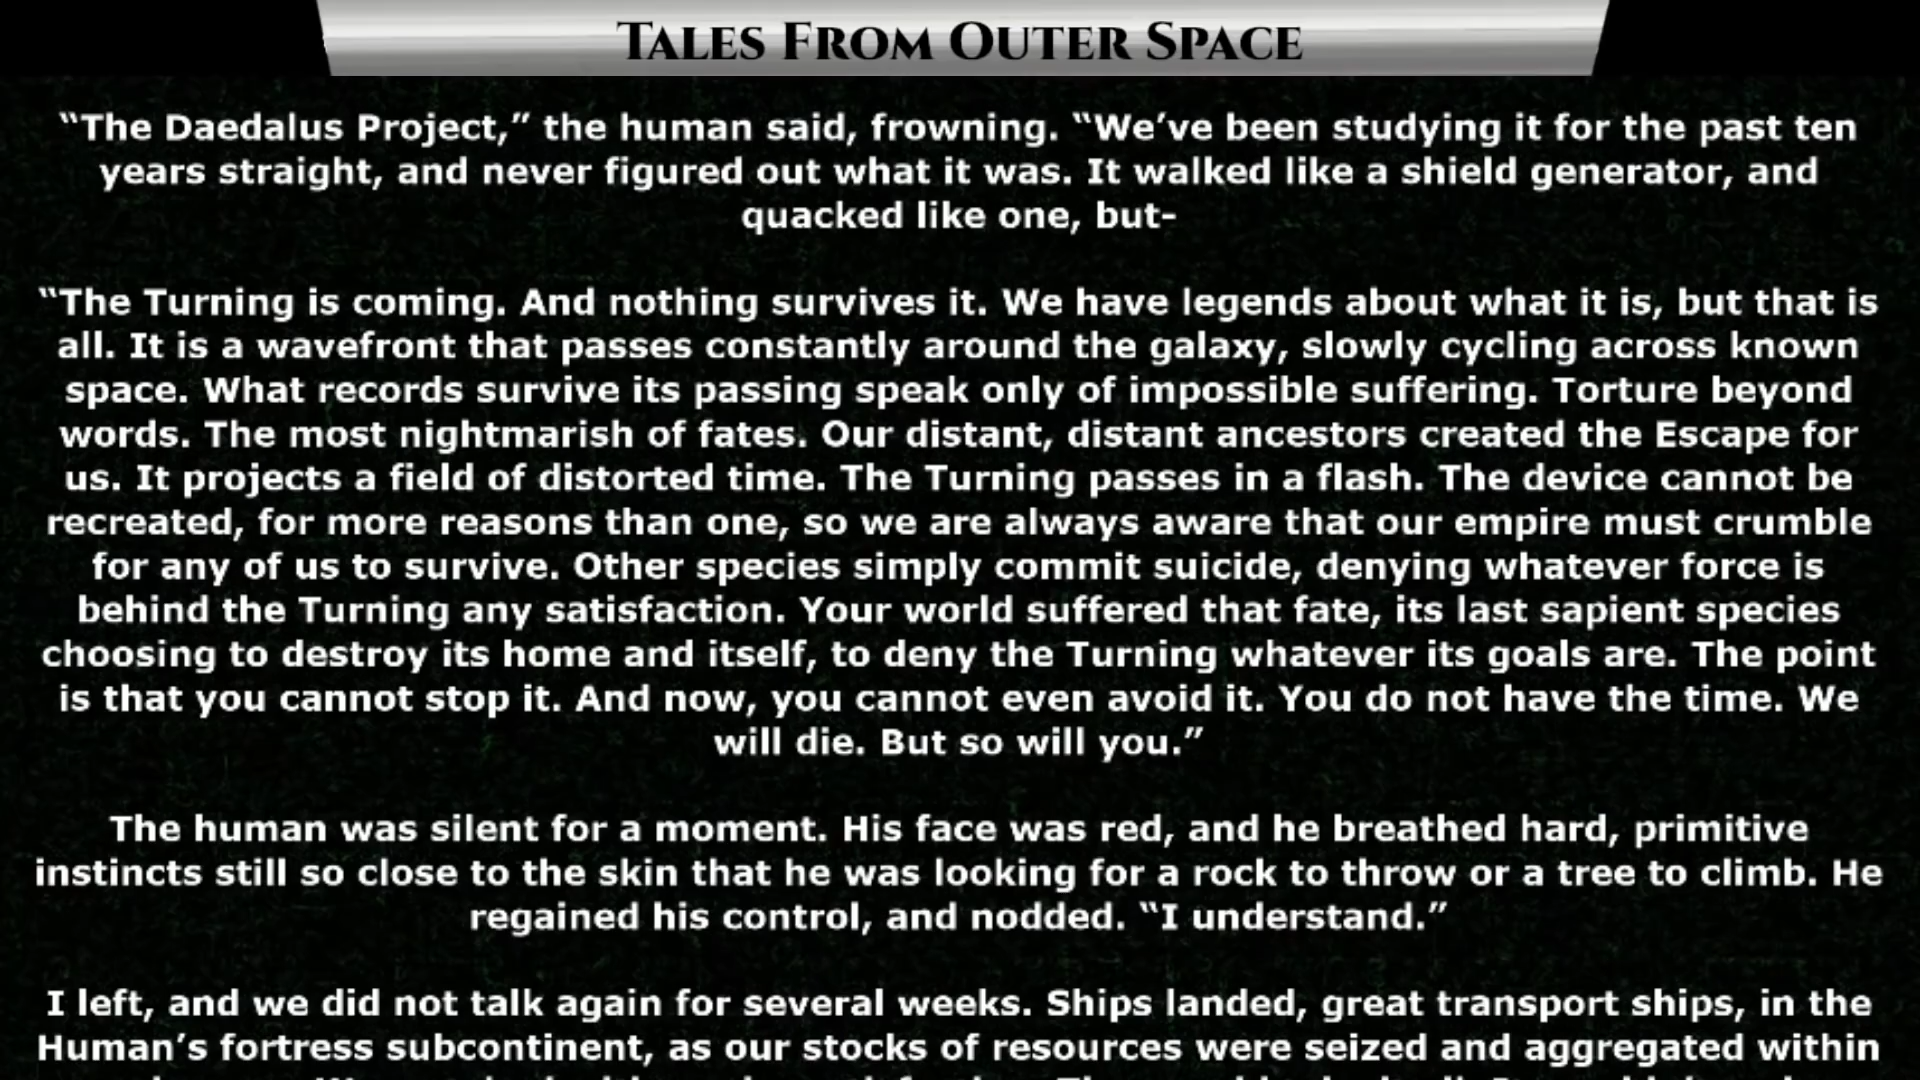 Tales From Outer Space
“The Daedalus Project,” the human said, frowning. “We’ve been studying it for the past ten
years straight, and never figured out what it was. It walked like a shield generator, and
quacked like one, but-
“The Turning is coming. And nothing survives it. We have legends about what it is, but that is
all. It is a wavefront that passes constantly around the galaxy, slowly cycling across known
space. What records survive its passing speak only of impossible suffering. Torture beyond
words. The most nightmarish of fates. Our distant, distant ancestors created the Escape for
us. It projects a field of distorted time. The Turning passes in a flash. The device cannot be
recreated, for more reasons than one, so we are always aware that our empire must crumble
for any of us to survive. Other species simply commit suicide, denying whatever force is
behind the Turning any satisfaction. Your world suffered that fate, its last sapient species
choosing to destroy its home and itself, to deny the Turning whatever its goals are. The point
is that you cannot stop it. And now, you cannot even avoid it. You do not have the time. We
will die. But so will you.”
The human was silent for a moment. His face was red, and he breathed hard, primitive
instincts still so close to the skin that he was looking for a rock to throw or a tree to climb. He
regained his control, and nodded. “I understand.”
I left, and we did not talk again for several weeks. Ships landed, great transport ships, in the
Human’s fortress subcontinent, as our stocks of resources were seized and aggregated within